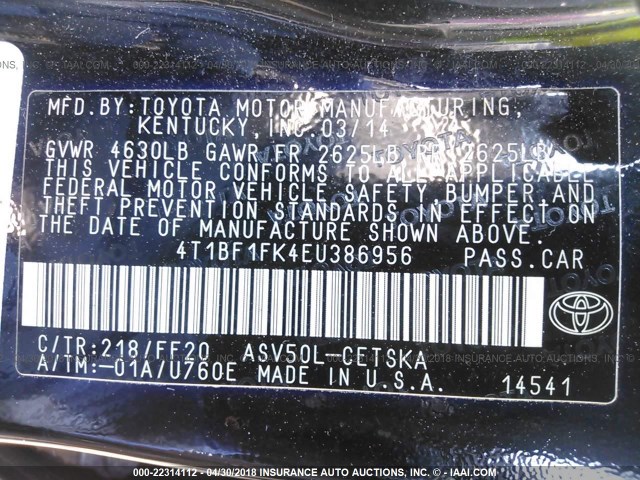 MFD.BY:TOYOTA MOTOR MANUFACTURING,
KENTUCKY, INC. 03/14
GVWR 4630LB GAWR FR 2625LB RR 2625LB
THIS VEHICLE CONFORMS TO ALL APPLICABLE
FEDERAL MOTOR VEHICLE SAFETY, BUMPER, AND
THEFT PREVENTION STANDARDS IN EFFECT ON
THE DATE OF MANUFACTURE SHOWN ABOVE.
4T1BF1FK4EU386956 PASS.CAR
C/TR:218/FF20 ASV50L-CETSKA
A/TM:-01A/U760E MADE IN U.S.A.
14541
000-22314112 - 04/30/2018 - INSURANCE AUTO AUCTIONS, INC. - © - IAAI.COM